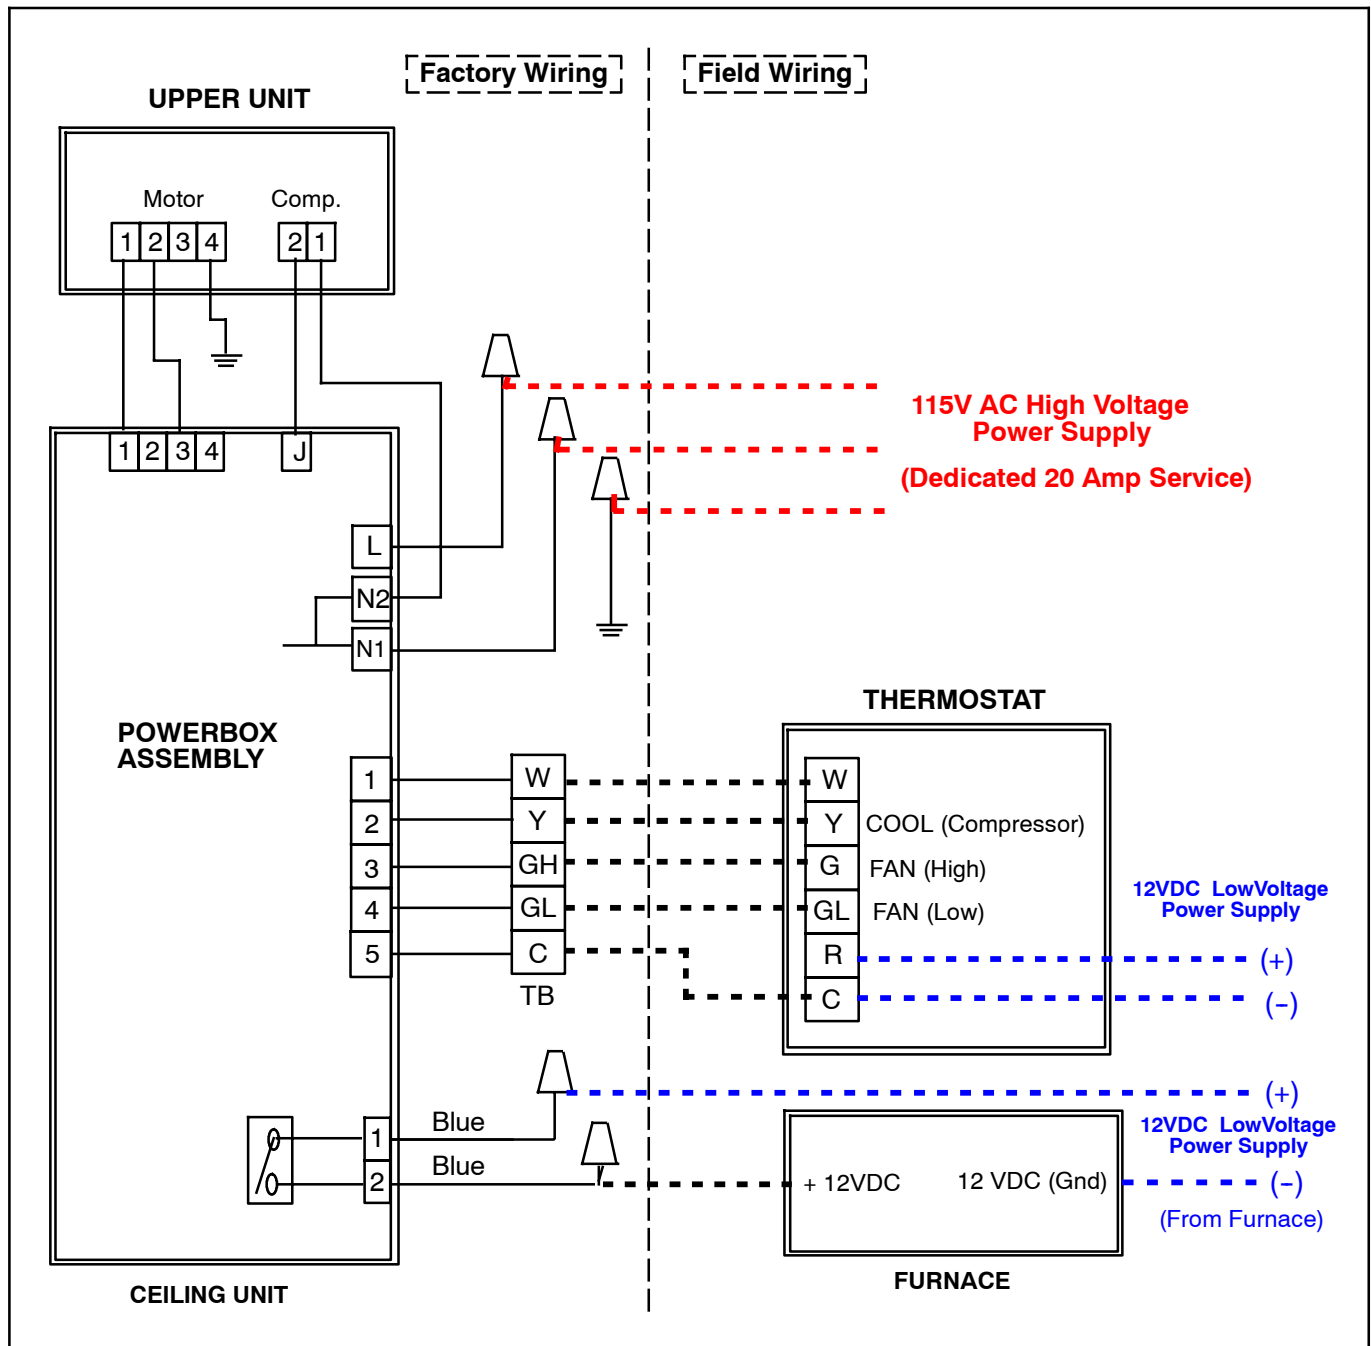 Factory Wiring
Field Wiring
UPPER UNIT
Motor
Comp.
1 2 3 4
2 1
115V AC High Voltage
Power Supply
(Dedicated 20 Amp Service)
1 2 3 4
J
L
N2
N1
POWERBOX
ASSEMBLY
THERMOSTAT
1
W
W
2
Y
Y
COOL (Compressor)
3
GH
G
FAN (High)
4
GL
GL
FAN (Low)
12VDC LowVoltage
Power Supply
5
C
R
(+)
TB
C
(−)
(+)
Blue
1
Blue
2
12VDC LowVoltage
Power Supply
+ 12VDC
12 VDC (Gnd)
(−)
(From Furnace)
FURNACE
CEILING UNIT